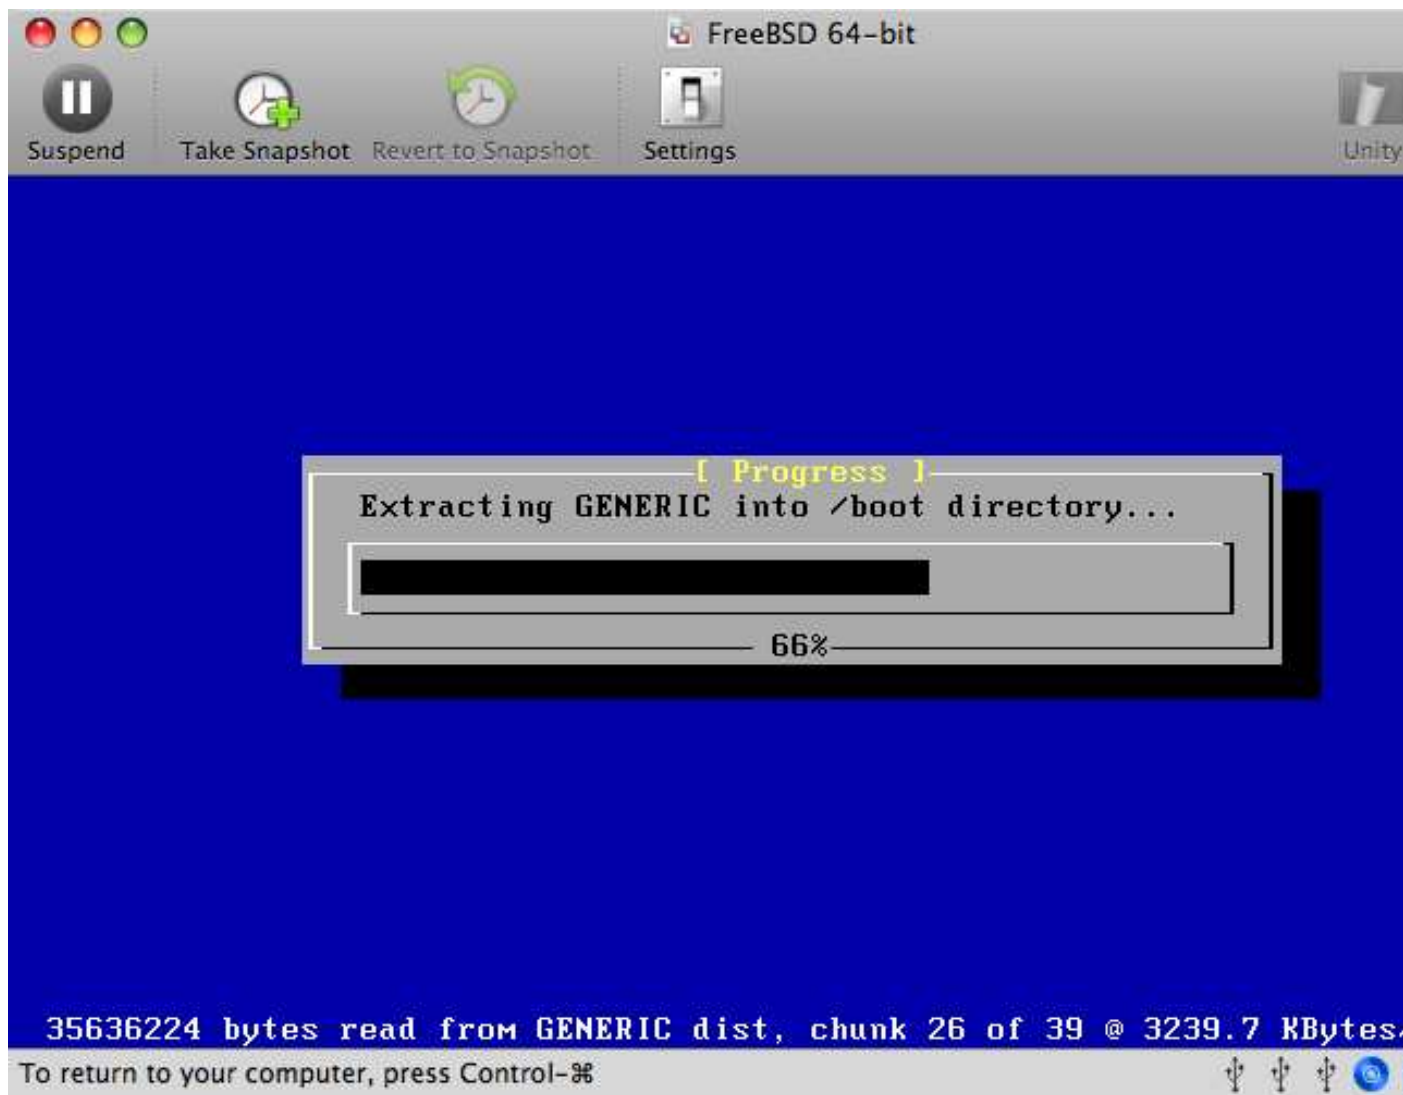 FreeBSD 64-bit
Suspend Take Snapshot Revert to Snapshot Settings Unity
[ Progress ]
Extracting GENERIC into /boot directory...
66%
35636224 bytes read from GENERIC dist, chunk 26 of 39 @ 3239.7 KBytes/
To return to your computer, press Control-⌘